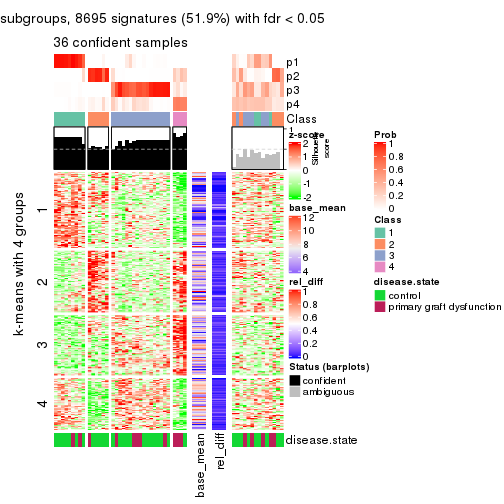 subgroups, 8695 signatures (51.9%) with fdr < 0.05
36 confident samples
p1
p2
p3
p4
Class
1
Silhouette
score
k-means with 4 groups
1
2
3
4
z-score
2
1
0
-1
-2
base_mean
12
10
8
6
4
rel_diff
1
0.8
0.6
0.4
0.2
0
Status (barplots)
confident
ambiguous
Prob
1
0.8
0.6
0.4
0.2
0
Class
1
2
3
4
disease.state
control
primary graft dysfunction
disease.state
base_mean
rel_diff